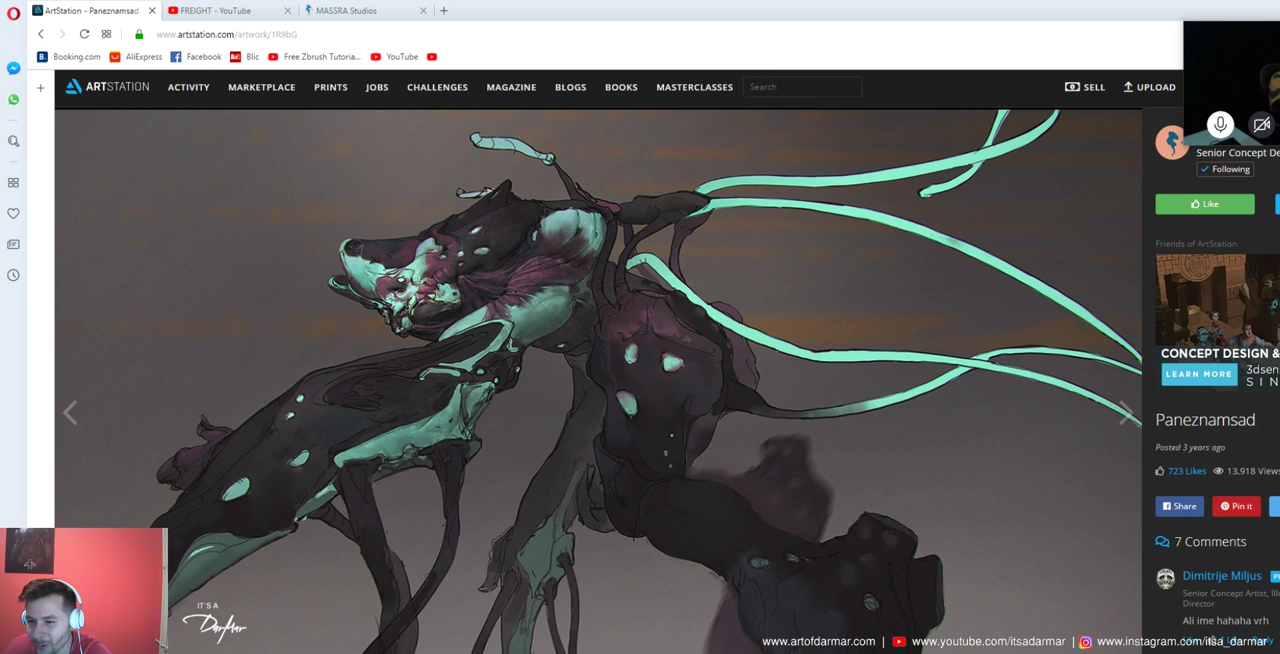 ArtStation - Paneznamsad
FREIGHT - YouTube
MASSRA Studios
www.artstation.com/artwork/1R9bG
Booking.com
AliExpress
Facebook
Blic
Free Zbrush Tutoria...
YouTube
ARTSTATION
ACTIVITY
MARKETPLACE
PRINTS
JOBS
CHALLENGES
MAGAZINE
BLOGS
BOOKS
MASTERCLASSES
Search
SELL
UPLOAD
Senior Concept De
Following
Like
Friends of ArtStation
CONCEPT DESIGN &
LEARN MORE
3dsen
SIN
Paneznamsad
Posted 3 years ago
723 Likes 13,918 Views
Share
Pin it
7 Comments
Dimitrije Miljus
Senior Concept Artist, Ill
Director
Ali ime hahaha vrh
IT'S A
DarMar
www.artofdarmar.com | www.youtube.com/itsadarmar | www.instagram.com/itsa_darmar